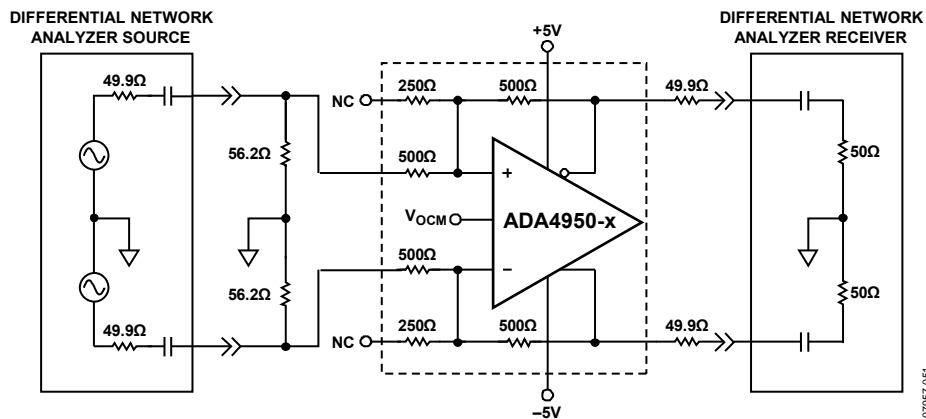 DIFFERENTIAL NETWORK
ANALYZER SOURCE
DIFFERENTIAL NETWORK
ANALYZER RECEIVER
+5V
49.9Ω
NC
250Ω
500Ω
49.9Ω
56.2Ω
500Ω
+
50Ω
VOCM
ADA4950-x
500Ω
−
56.2Ω
50Ω
49.9Ω
NC
250Ω
500Ω
49.9Ω
−5V
07957-051